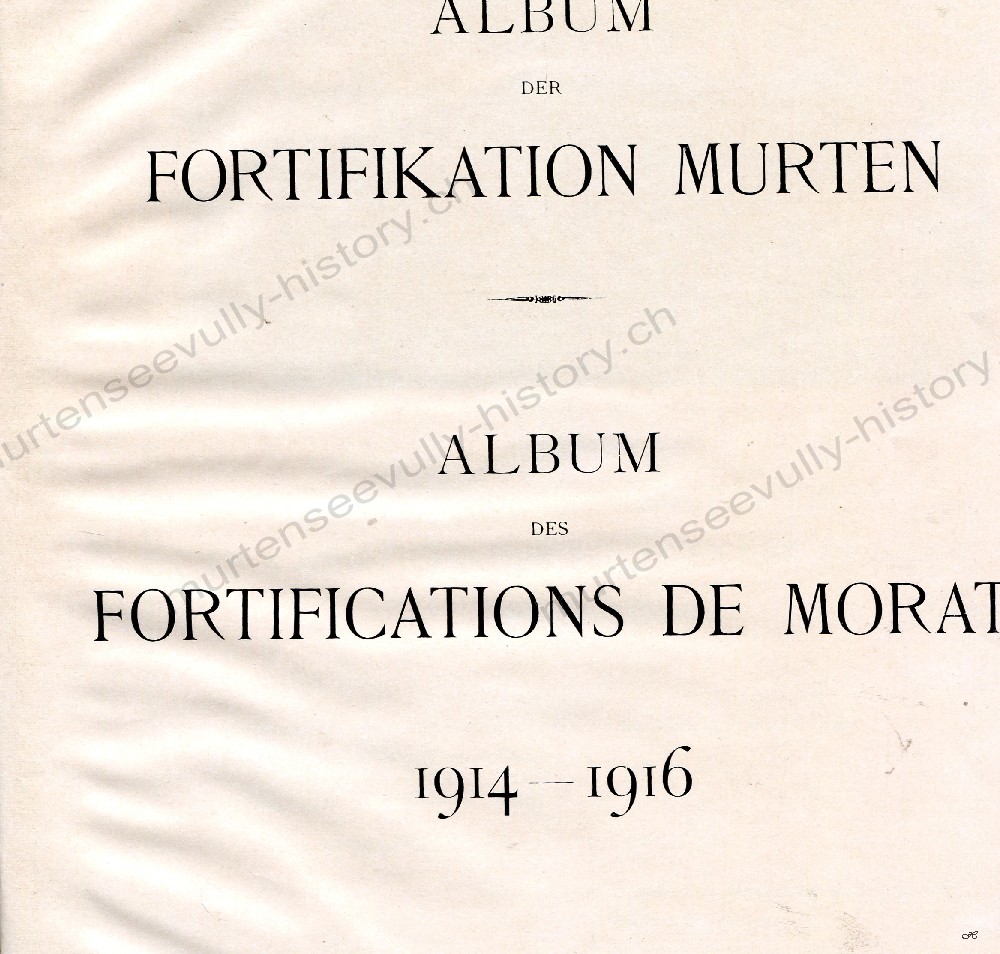 ALBUM
DER
FORTIFIKATION MURTEN
ALBUM
DES
FORTIFICATIONS DE MORAT
1914—1916
murtenseevully-history.ch
murtenseevully-history.ch
murtenseevully-history